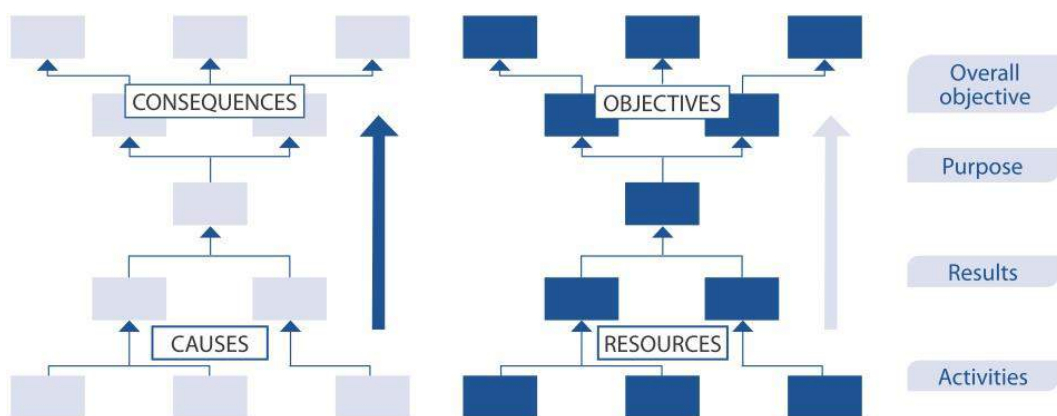 CONSEQUENCES
OBJECTIVES
Overall
objective
Purpose
Results
CAUSES
RESOURCES
Activities